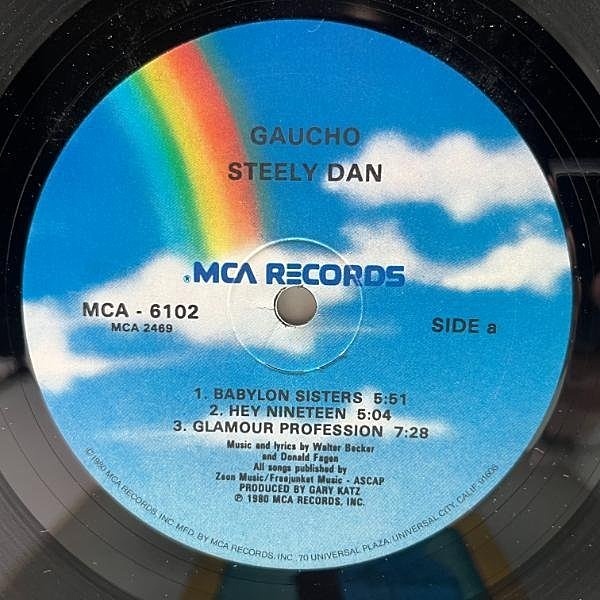 GAUCHO
STEELY DAN
® MCA RECORDS
MCA - 6102
MCA 2469
SIDE a
1. BABYLON SISTERS 5:51
2. HEY NINETEEN 5:04
3. GLAMOUR PROFESSION 7:28
Music and lyrics by Walter Becker
and Donald Fagen
All songs published by
Zeon Music/Freejunket Music - ASCAP
PRODUCED BY GARY KATZ
℗ 1980 MCA RECORDS, INC.
© 1980 MCA RECORDS, INC. MFD. BY MCA RECORDS, INC., 70 UNIVERSAL PLAZA, UNIVERSAL CITY, CALIF. 91608